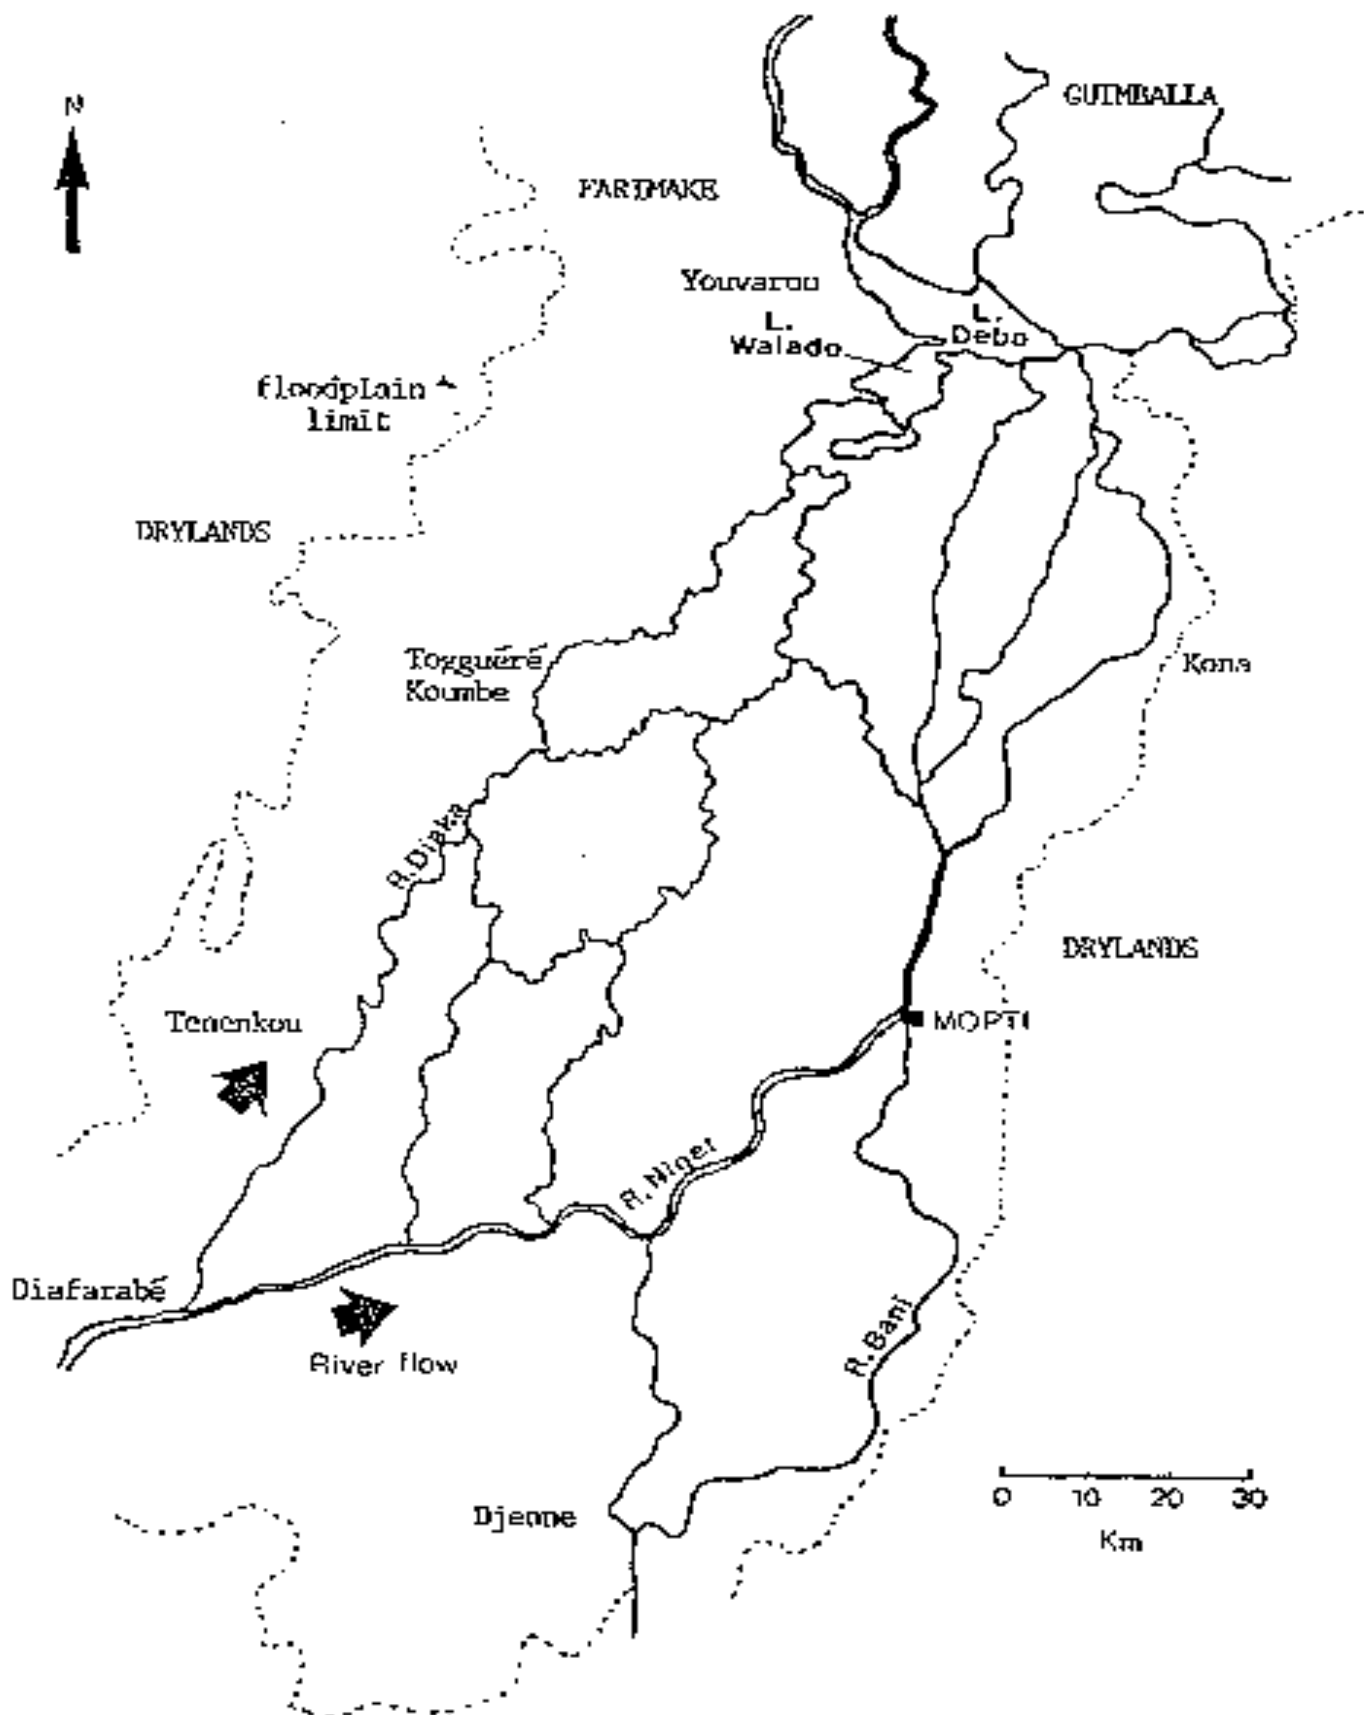 N
GUIMBALLA
FARIMAKE
Youvarou
L.
Walado
L.
Debo
floodplain
limit
DRYLANDS
Togguéré
Koumbe
Kona
R.Diaka
DRYLANDS
Tenenkou
MOPTI
R.Niger
Diafarabé
River flow
R.Bani
Djenne
0 10 20 30
Km